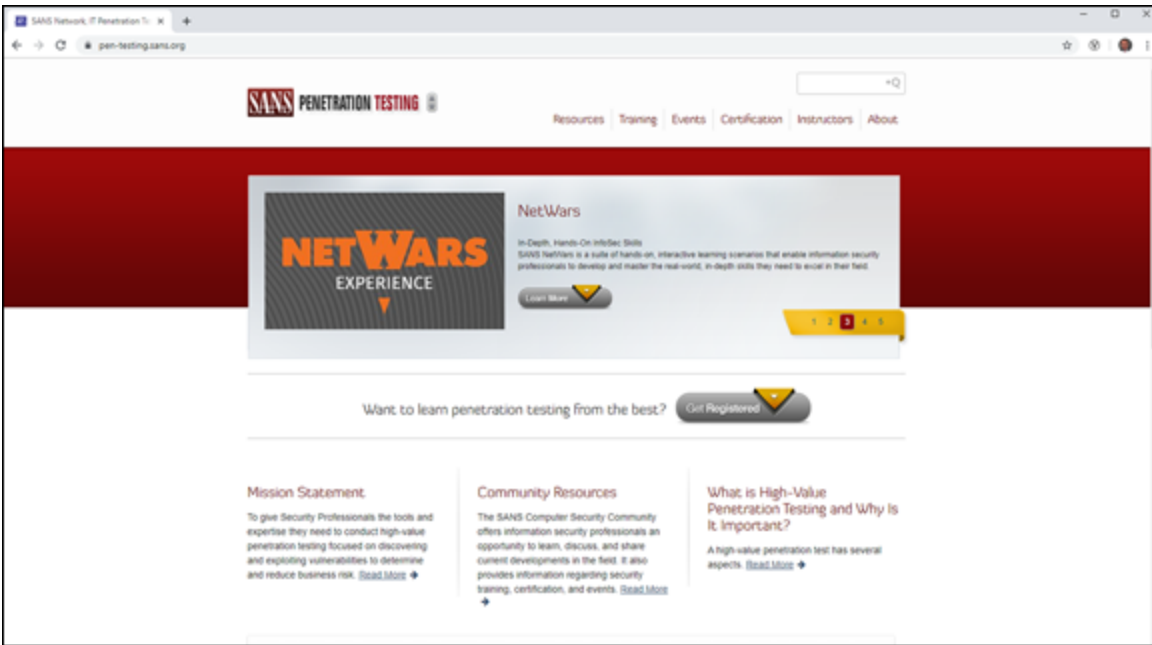 SANS Network, IT Penetration Te
pen-testing.sans.org
SANS PENETRATION TESTING
Resources Training Events Certification Instructors About
NETWARS
EXPERIENCE
NetWars
In-Depth, Hands-On InfoSec Skills
SANS NetWars is a suite of hands-on, interactive learning scenarios that enable information security
professionals to develop and master the real-world, in-depth skills they need to excel in their field.
Learn More
1 2 3 4 5
Want to learn penetration testing from the best? Get Registered
Mission Statement
To give Security Professionals the tools and
expertise they need to conduct high-value
penetration testing focused on discovering
and exploiting vulnerabilities to determine
and reduce business risk. Read More
Community Resources
The SANS Computer Security Community
offers information security professionals an
opportunity to learn, discuss, and share
current developments in the field. It also
provides information regarding security
training, certification, and events. Read More
What is High-Value
Penetration Testing and Why Is
It Important?
A high-value penetration test has several
aspects. Read More